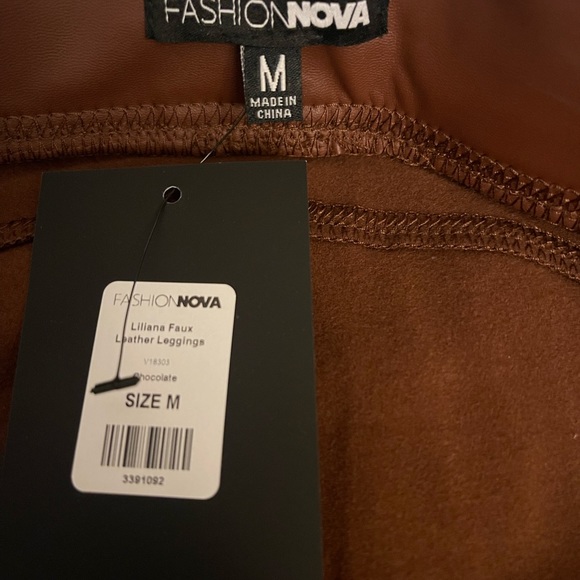 FASHIONNOVA
M
MADE IN
CHINA
FASHIONNOVA
Liliana Faux
Leather Leggings
V18303
Chocolate
SIZE M
3391092